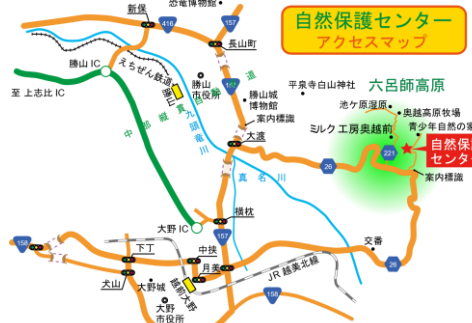 恐竜博物館
自然保護センター
アクセスマップ
新保
416
157
長山町
勝山 IC
えちぜん鉄道
勝山
勝山
市役所
至 上志比 IC
中部縦貫自動車道
九頭竜川
勝山城
博物館
案内標識
平泉寺白山神社
六呂師高原
池ケ原湿原
奥越高原牧場
青少年自然の家
ミルク工房奥越前
大渡
26
221
自然保護
センター
案内標識
真名川
大野 IC
横枕
157
158
下丁
中挟
月美
犬山
大野城
越前大野
大野
市役所
JR 越美北線
158
交番
26